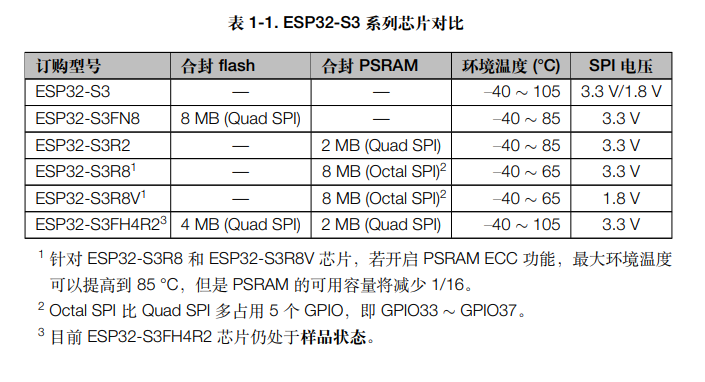 表 1-1. ESP32-S3 系列芯片对比
订购型号 合封 flash 合封 PSRAM 环境温度 (°C) SPI 电压
ESP32-S3 — — –40 ∼ 105 3.3 V/1.8 V
ESP32-S3FN8 8 MB (Quad SPI) — –40 ∼ 85 3.3 V
ESP32-S3R2 — 2 MB (Quad SPI) –40 ∼ 85 3.3 V
ESP32-S3R8¹ — 8 MB (Octal SPI)² –40 ∼ 65 3.3 V
ESP32-S3R8V¹ — 8 MB (Octal SPI)² –40 ∼ 65 1.8 V
ESP32-S3FH4R2³ 4 MB (Quad SPI) 2 MB (Quad SPI) –40 ∼ 105 3.3 V
¹ 针对 ESP32-S3R8 和 ESP32-S3R8V 芯片，若开启 PSRAM ECC 功能，最大环境温度
可以提高到 85 °C，但是 PSRAM 的可用容量将减少 1/16。
² Octal SPI 比 Quad SPI 多占用 5 个 GPIO，即 GPIO33 ∼ GPIO37。
³ 目前 ESP32-S3FH4R2 芯片仍处于样品状态。